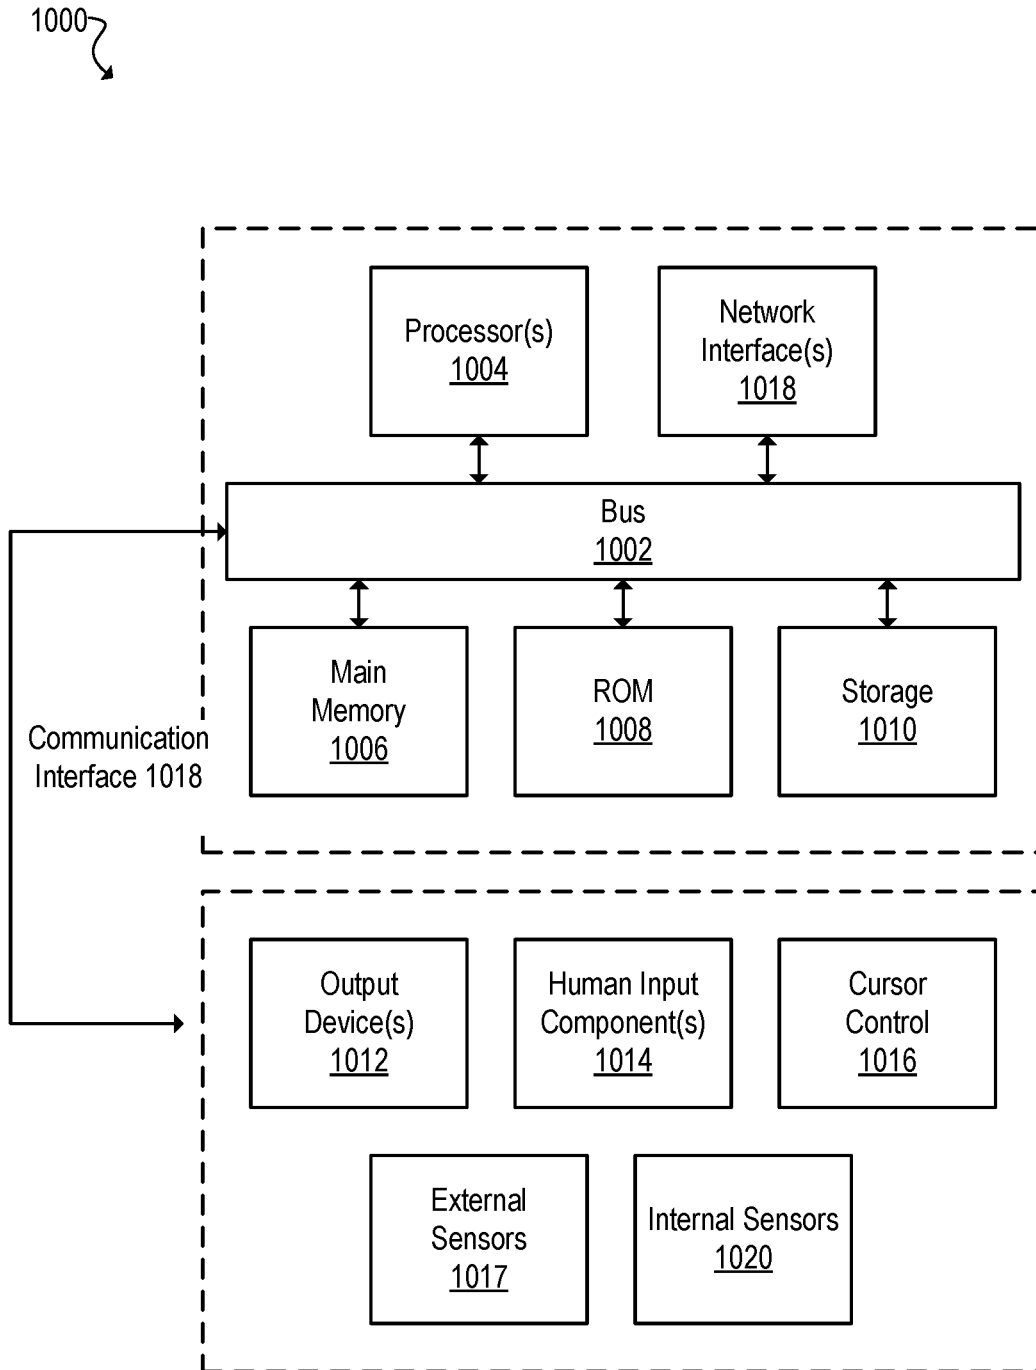 1000
Processor(s)
1004
Network
Interface(s)
1018
Bus
1002
Main
Memory
1006
ROM
1008
Storage
1010
Communication
Interface 1018
Output
Device(s)
1012
Human Input
Component(s)
1014
Cursor
Control
1016
External
Sensors
1017
Internal Sensors
1020